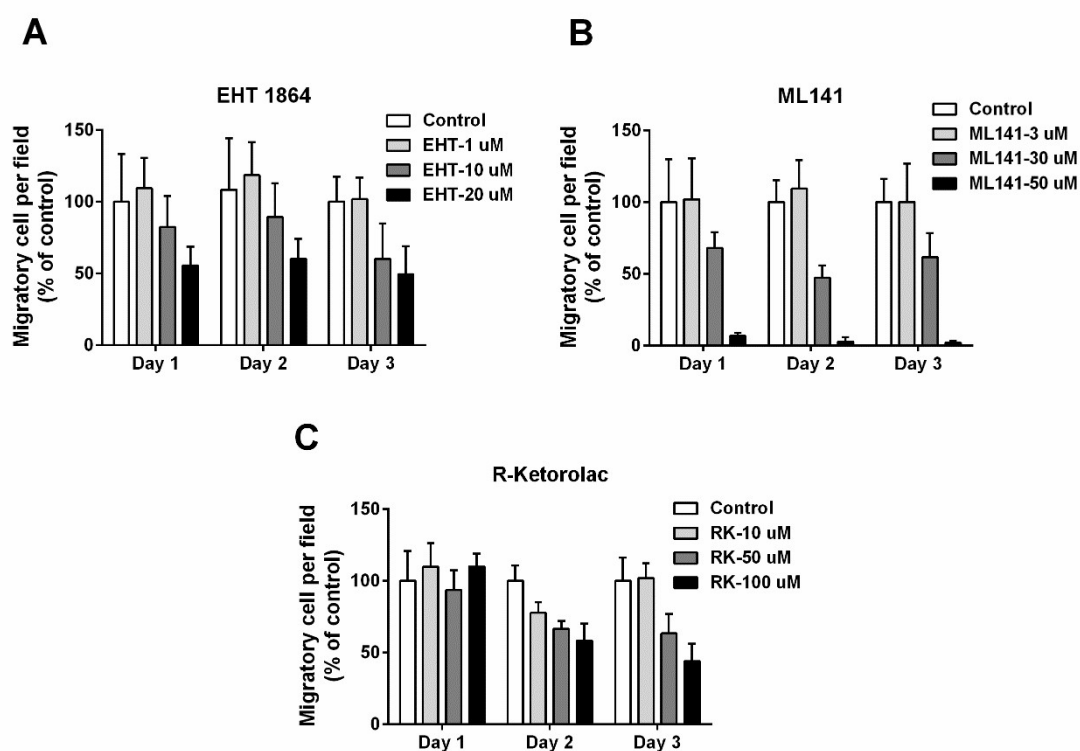 A
EHT 1864
Migratory cell per field
(% of control)
150
100
50
0
Control
EHT-1 uM
EHT-10 uM
EHT-20 uM
Day 1
Day 2
Day 3
B
ML141
Migratory cell per field
(% of control)
150
100
50
0
Control
ML141-3 uM
ML141-30 uM
ML141-50 uM
Day 1
Day 2
Day 3
C
R-Ketorolac
Migratory cell per field
(% of control)
150
100
50
0
Control
RK-10 uM
RK-50 uM
RK-100 uM
Day 1
Day 2
Day 3